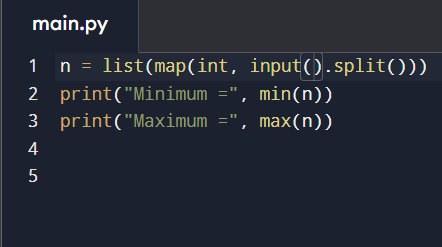 main.py
1 n = list(map(int, input().split()))
2 print("Minimum =", min(n))
3 print("Maximum =", max(n))
4
5